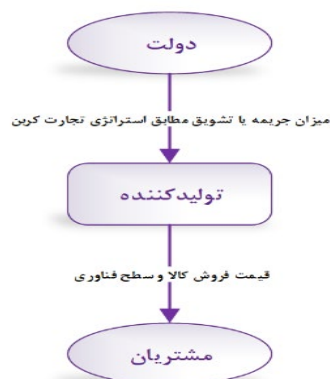 دولت
میزان جریمه یا تشویق مطابق استراتژی تجارت کربن
تولیدکننده
قیمت فروش کالا و سطح فناوری
مشتریان